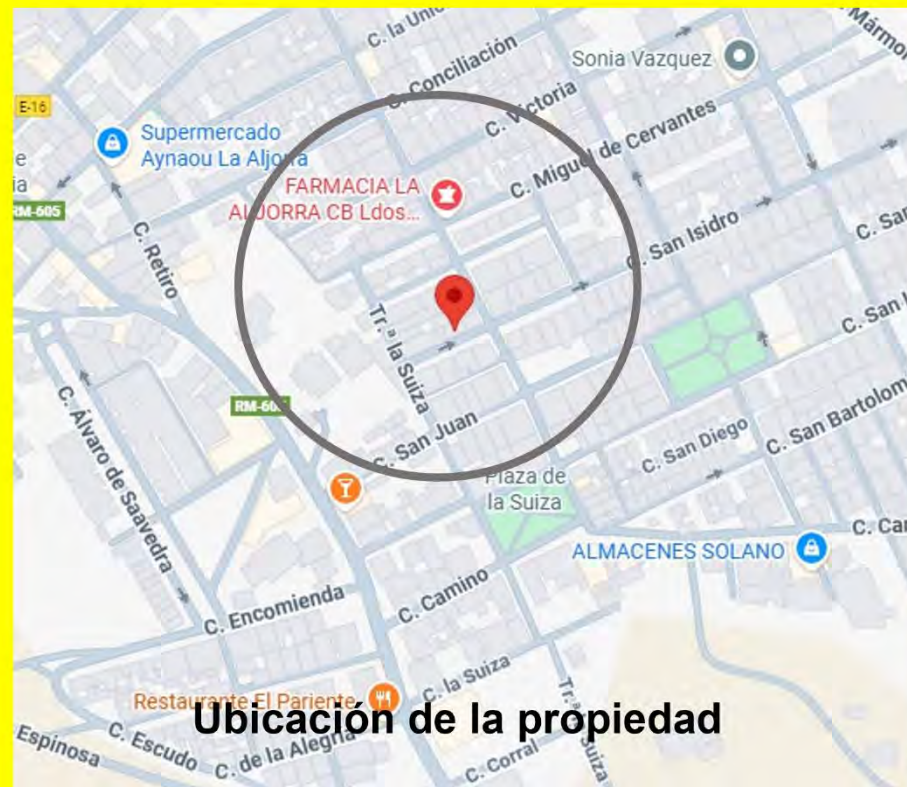 C. la Unió
Mármol
C. Conciliación
Sonia Vazquez
E-16
C. Victoria
Supermercado
Aynaou La Aljorra
C. Miguel de Cervantes
e
ia
FARMACIA LA
ALJORRA CB Ldos...
RM-605
C. San Isidro
C. San
C. Retiro
C. San
Tr.ª la Suiza
RM-605
C. Álvaro de Saavedra
C. San Juan
C. San Diego
C. San Bartolom
Plaza de
la Suiza
ALMACENES SOLANO
C. Car
C. Camino
C. Encomienda
C. la Suiza
Restaurante El Pariente
Ubicación de la propiedad
Tr.ª Suiza
Espinosa
C. Escudo
C. de la Alegría
C. Corral